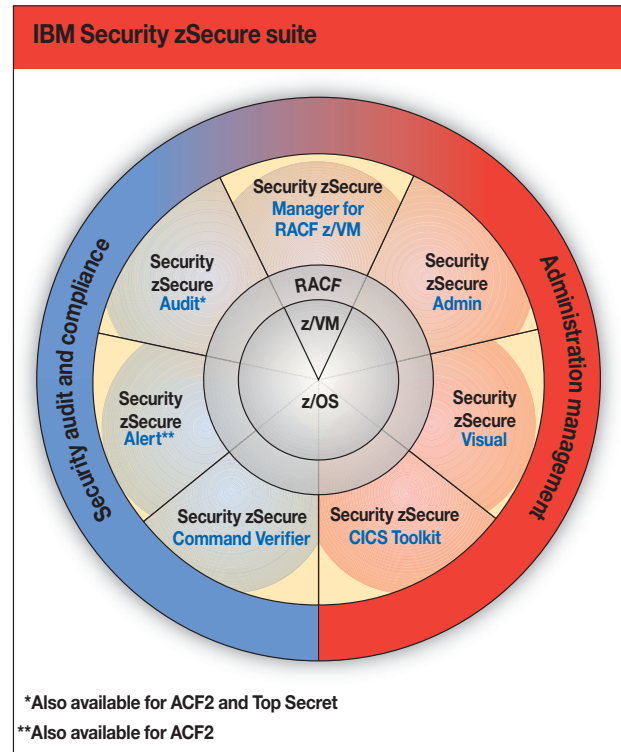 IBM Security zSecure suite
Security zSecure
Manager for
RACF z/VM
Security
zSecure
Audit*
Security
zSecure
Admin
RACF
z/VM
z/OS
Security
zSecure
Alert**
Security
zSecure
Visual
Security zSecure
Command Verifier
Security zSecure
CICS Toolkit
Security audit and compliance
Administration management
*Also available for ACF2 and Top Secret
**Also available for ACF2